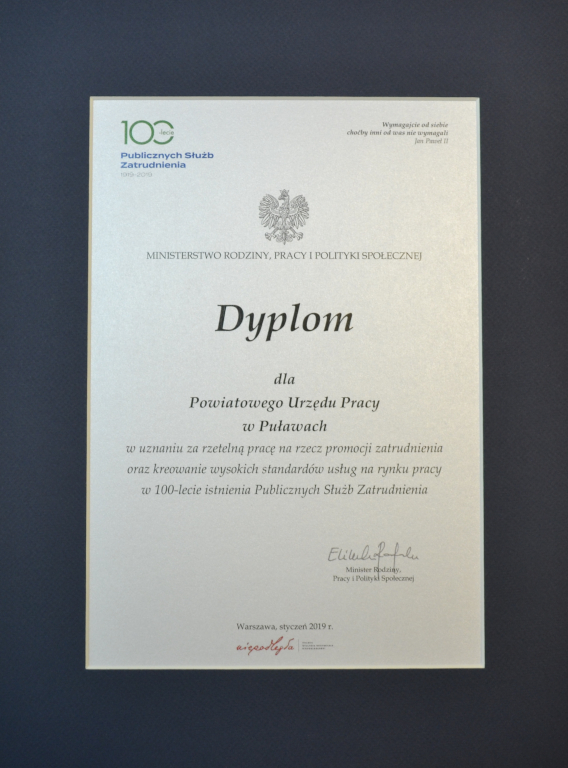 100-lecie
Publicznych Służb
Zatrudnienia
1919-2019
Wymagajcie od siebie
choćby inni od was nie wymagali
Jan Paweł II
MINISTERSTWO RODZINY, PRACY I POLITYKI SPOŁECZNEJ
Dyplom
dla
Powiatowego Urzędu Pracy
w Puławach
w uznaniu za rzetelną pracę na rzecz promocji zatrudnienia
oraz kreowanie wysokich standardów usług na rynku pracy
w 100-lecie istnienia Publicznych Służb Zatrudnienia
Minister Rodziny,
Pracy i Polityki Społecznej
Warszawa, styczeń 2019 r.
niepodległa